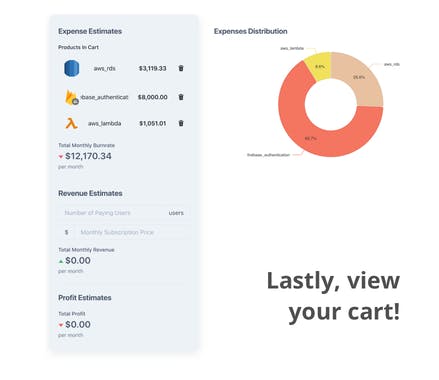 Expense Estimates
Products In Cart
aws_rds $3,119.33
ebase_authenticati $8,000.00
aws_lambda $1,051.01
Total Monthly Burnrate
$12,170.34
per month
Revenue Estimates
Number of Paying Users users
$ Monthly Subscription Price
Total Monthly Revenue
$0.00
per month
Profit Estimates
Total Profit
$0.00
per month
Expenses Distribution
aws_lambda
8.6%
aws_rds
25.6%
65.7%
firebase_authentication
Lastly, view
your cart!